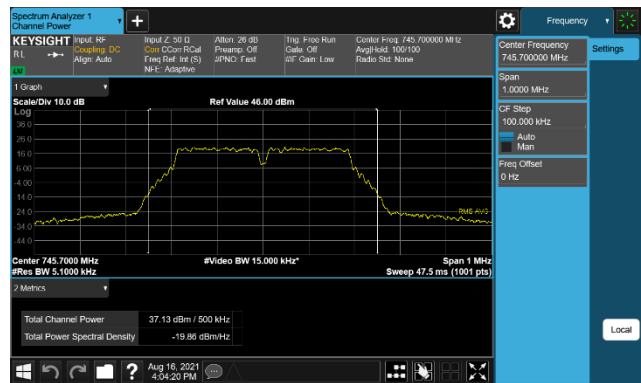 Spectrum Analyzer 1
Channel Power
+
Frequency
KEYSIGHT
RL
LV
Input: RF
Coupling: DC
Align: Auto
Input Z: 50 Ω
Corr CCorr RCal
Freq Ref: Int (S)
NFE: Adaptive
Atten: 26 dB
Preamp: Off
#PNO: Fast
Trig: Free Run
Gate: Off
#IF Gain: Low
Center Freq: 745.700000 MHz
Avg|Hold: 100/100
Radio Std: None
Center Frequency
745.700000 MHz
Settings
Span
1.0000 MHz
CF Step
100.000 kHz
Auto
Man
Freq Offset
0 Hz
Local
1 Graph
Scale/Div 10.0 dB
Ref Value 46.00 dBm
Log
36.0
26.0
16.0
6.00
-4.00
-14.0
-24.0
-34.0
-44.0
RMS AVG
Center 745.7000 MHz
#Video BW 15.000 kHz*
Span 1 MHz
#Res BW 5.1000 kHz
Sweep 47.5 ms (1001 pts)
2 Metrics
Total Channel Power
37.13 dBm / 500 kHz
Total Power Spectral Density
-19.86 dBm/Hz
?
Aug 16, 2021
4:04:20 PM